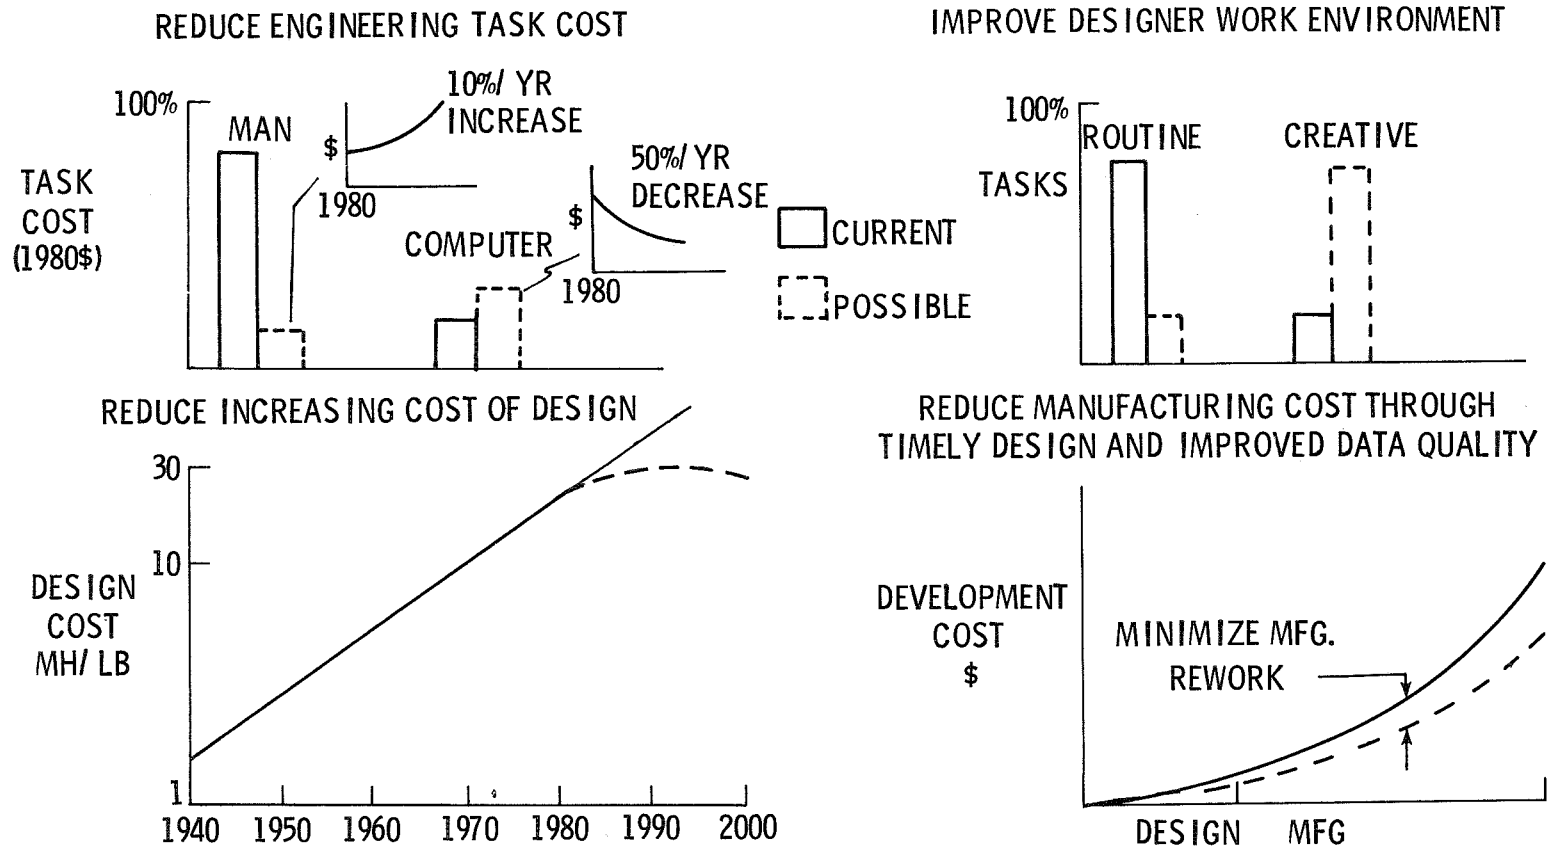 REDUCE ENGINEERING TASK COST
100%
MAN
$
10%/ YR
INCREASE
1980
TASK
COST
(1980$)
COMPUTER
50%/ YR
DECREASE
$
1980
CURRENT
POSSIBLE
IMPROVE DESIGNER WORK ENVIRONMENT
100%
ROUTINE
CREATIVE
TASKS
REDUCE INCREASING COST OF DESIGN
30
10
1
DESIGN
COST
MH/ LB
1940 1950 1960 1970 1980 1990 2000
REDUCE MANUFACTURING COST THROUGH
TIMELY DESIGN AND IMPROVED DATA QUALITY
DEVELOPMENT
COST
$
MINIMIZE MFG.
REWORK
DESIGN MFG